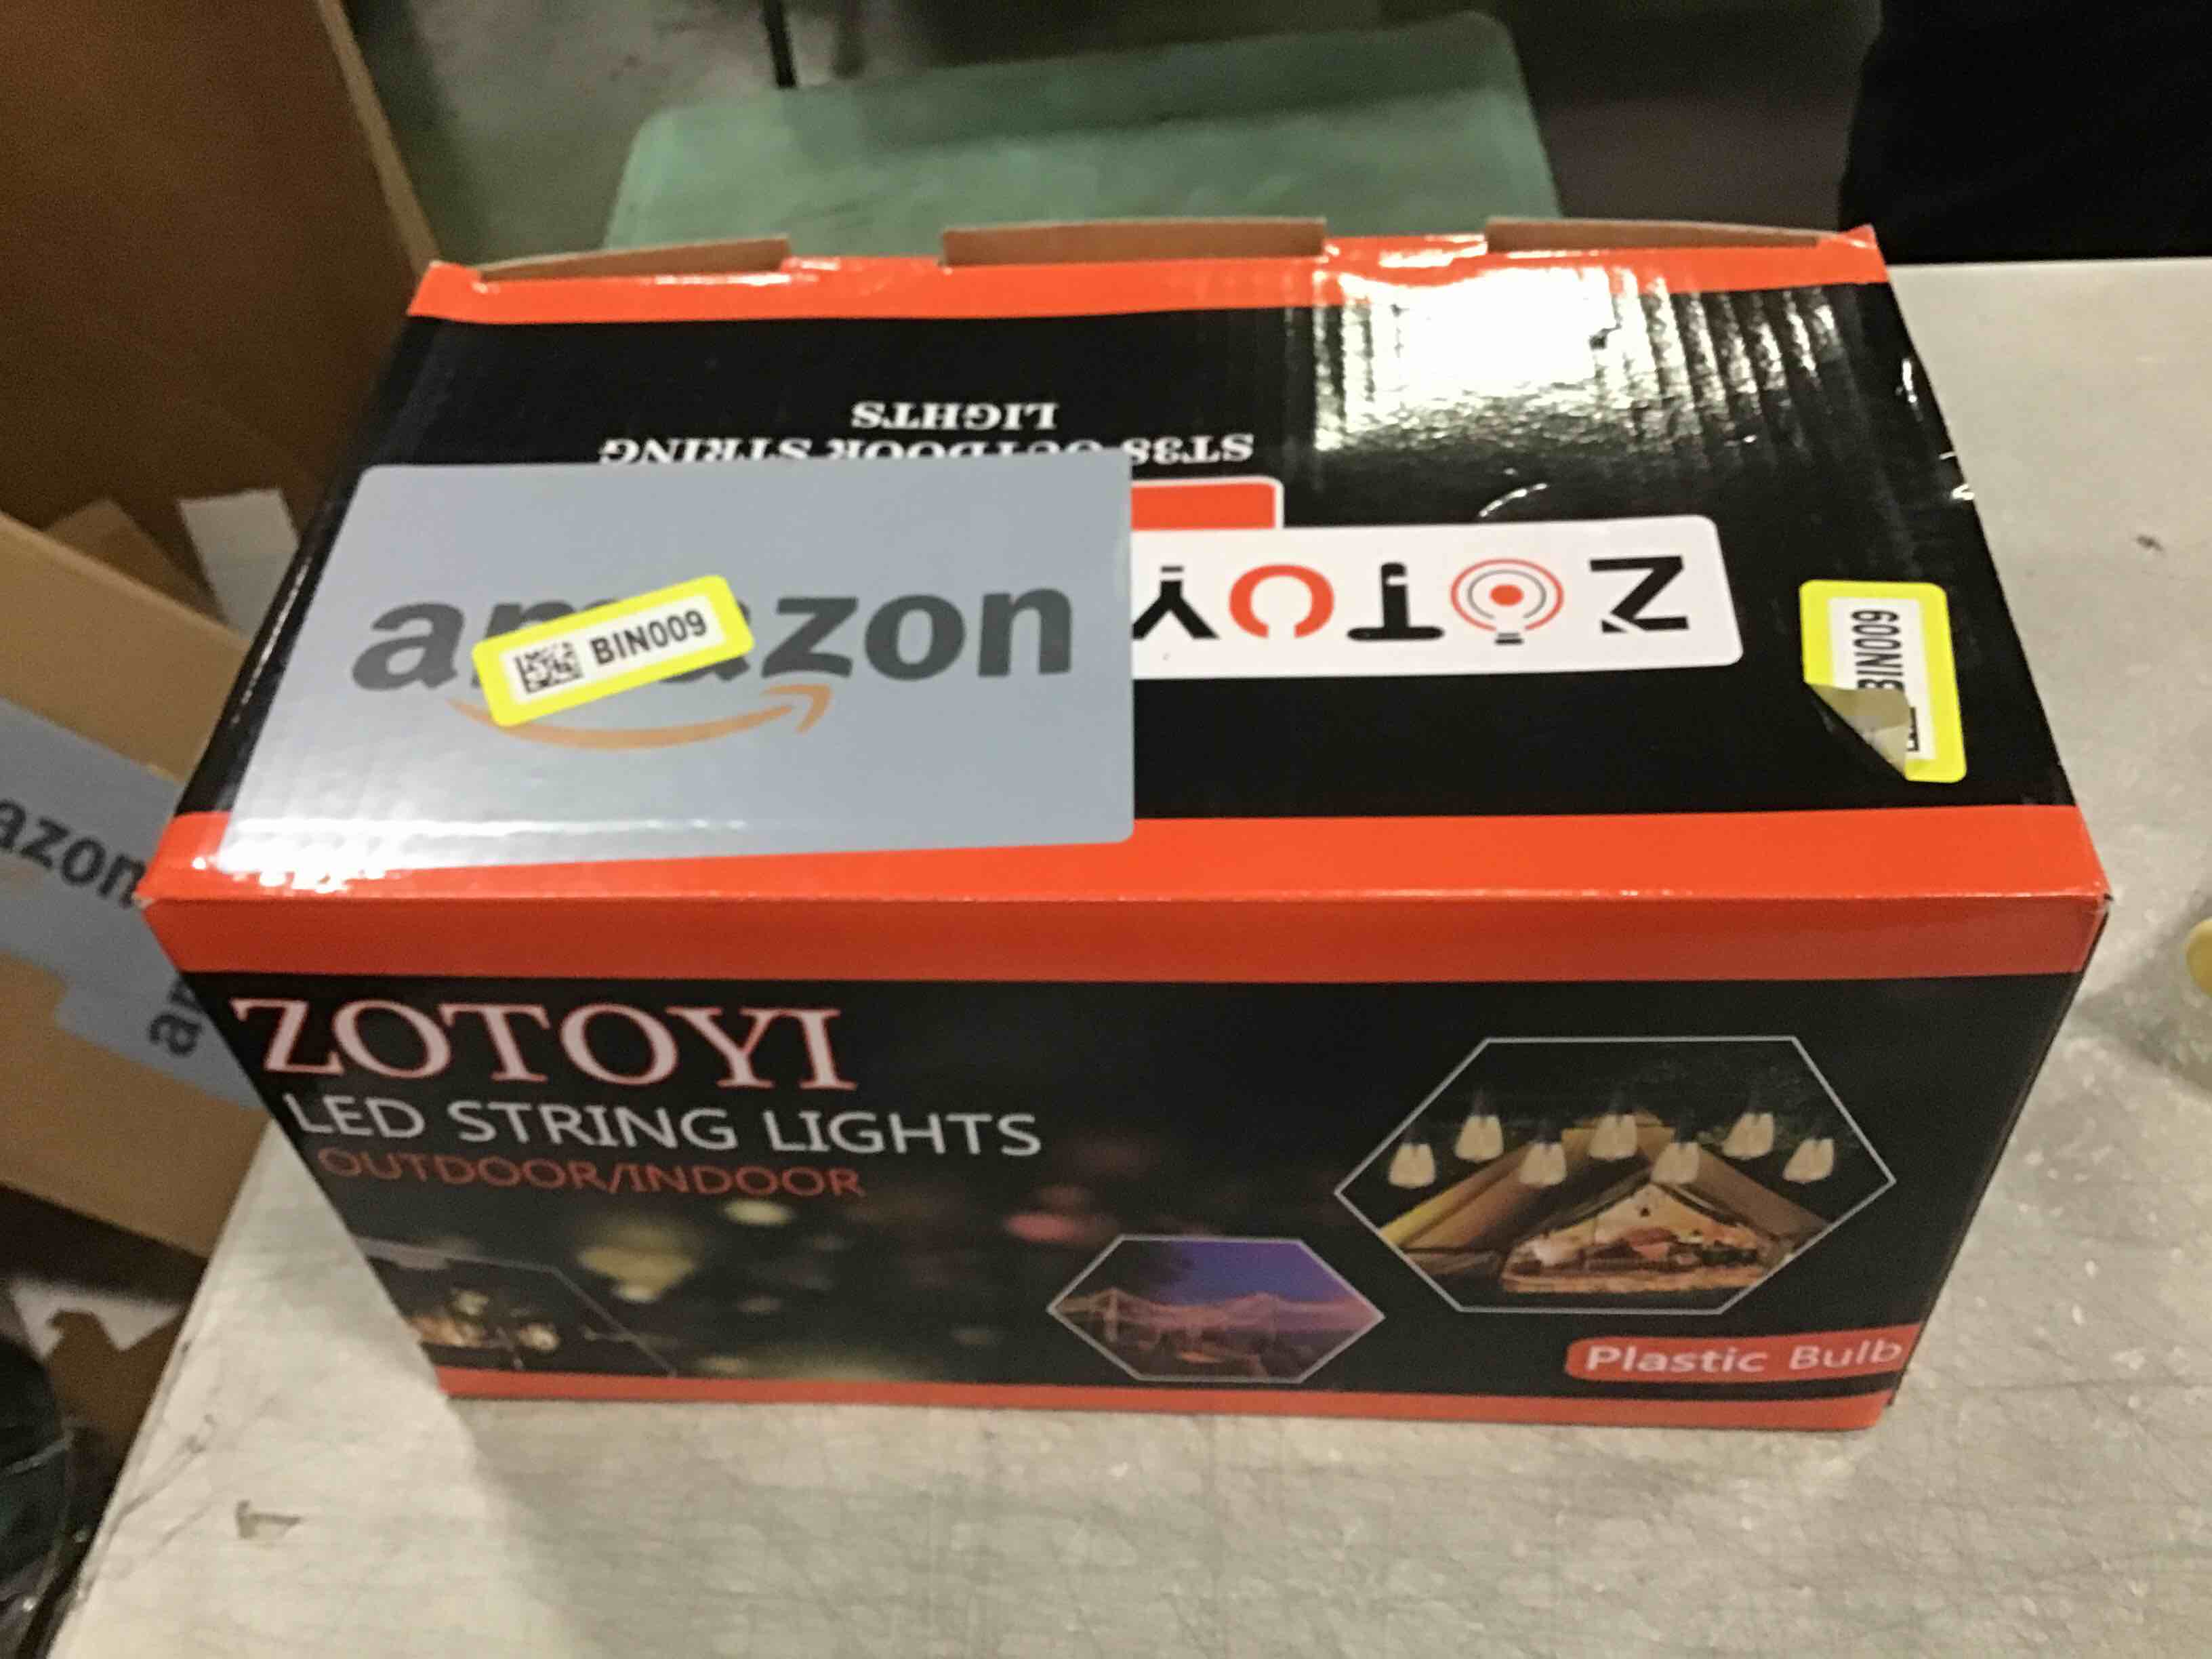 LIGHTS
ST38 OUTDOOR STRING
ZOTOY
amazon
BIN009
BIN009
azon
ZOTOYI
LED STRING LIGHTS
OUTDOOR/INDOOR
Plastic Bulb